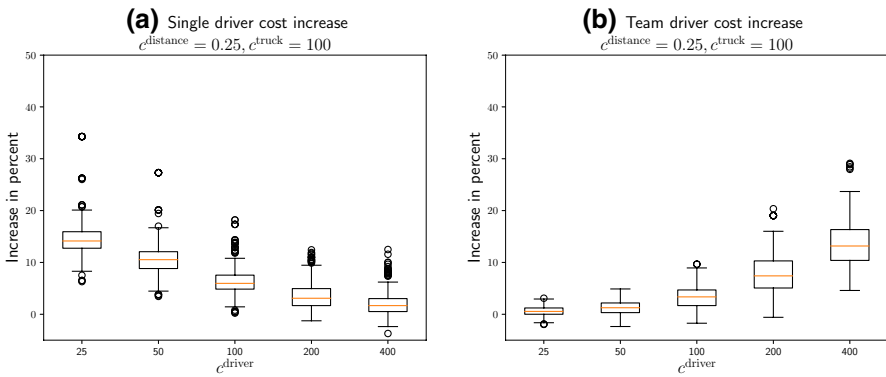 (a) Single driver cost increase
c^distance = 0.25, c^truck = 100
Increase in percent
50
40
30
20
10
0
25 50 100 200 400
c^driver
(b) Team driver cost increase
c^distance = 0.25, c^truck = 100
Increase in percent
50
40
30
20
10
0
25 50 100 200 400
c^driver